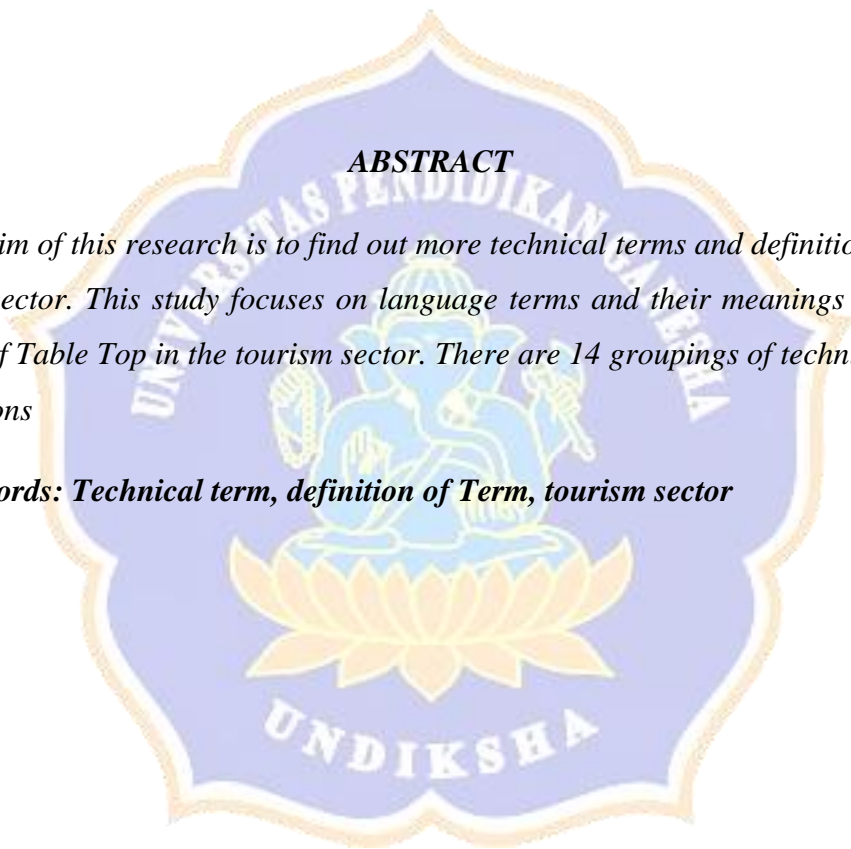 ABSTRACT
UNIVERSITAS PENDIDIKAN GANESHA
im of this research is to find out more technical terms and definitio
ector. This study focuses on language terms and their meanings
f Table Top in the tourism sector. There are 14 groupings of techn
ons
ords: Technical term, definition of Term, tourism sector
UNDIKSHA